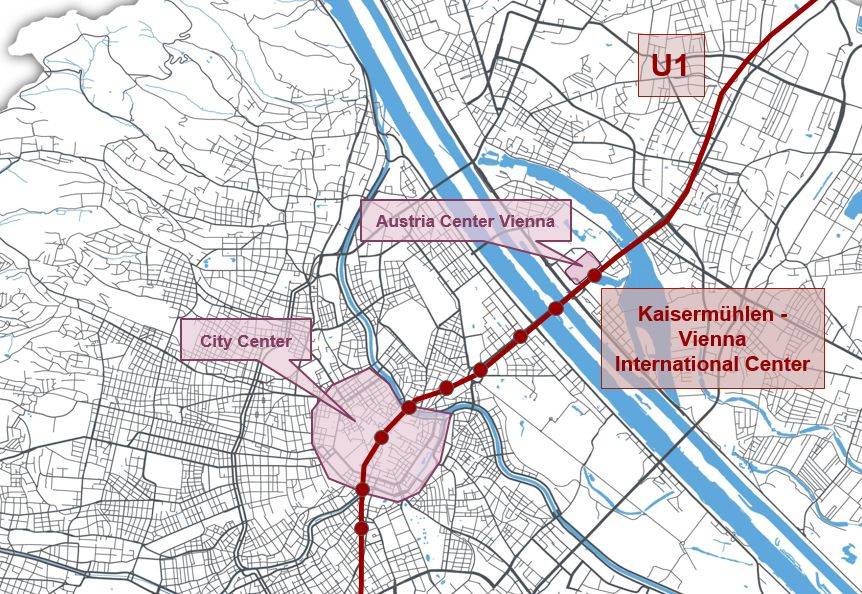 U1
Austria Center Vienna
Kaisermühlen -
Vienna
International Center
City Center